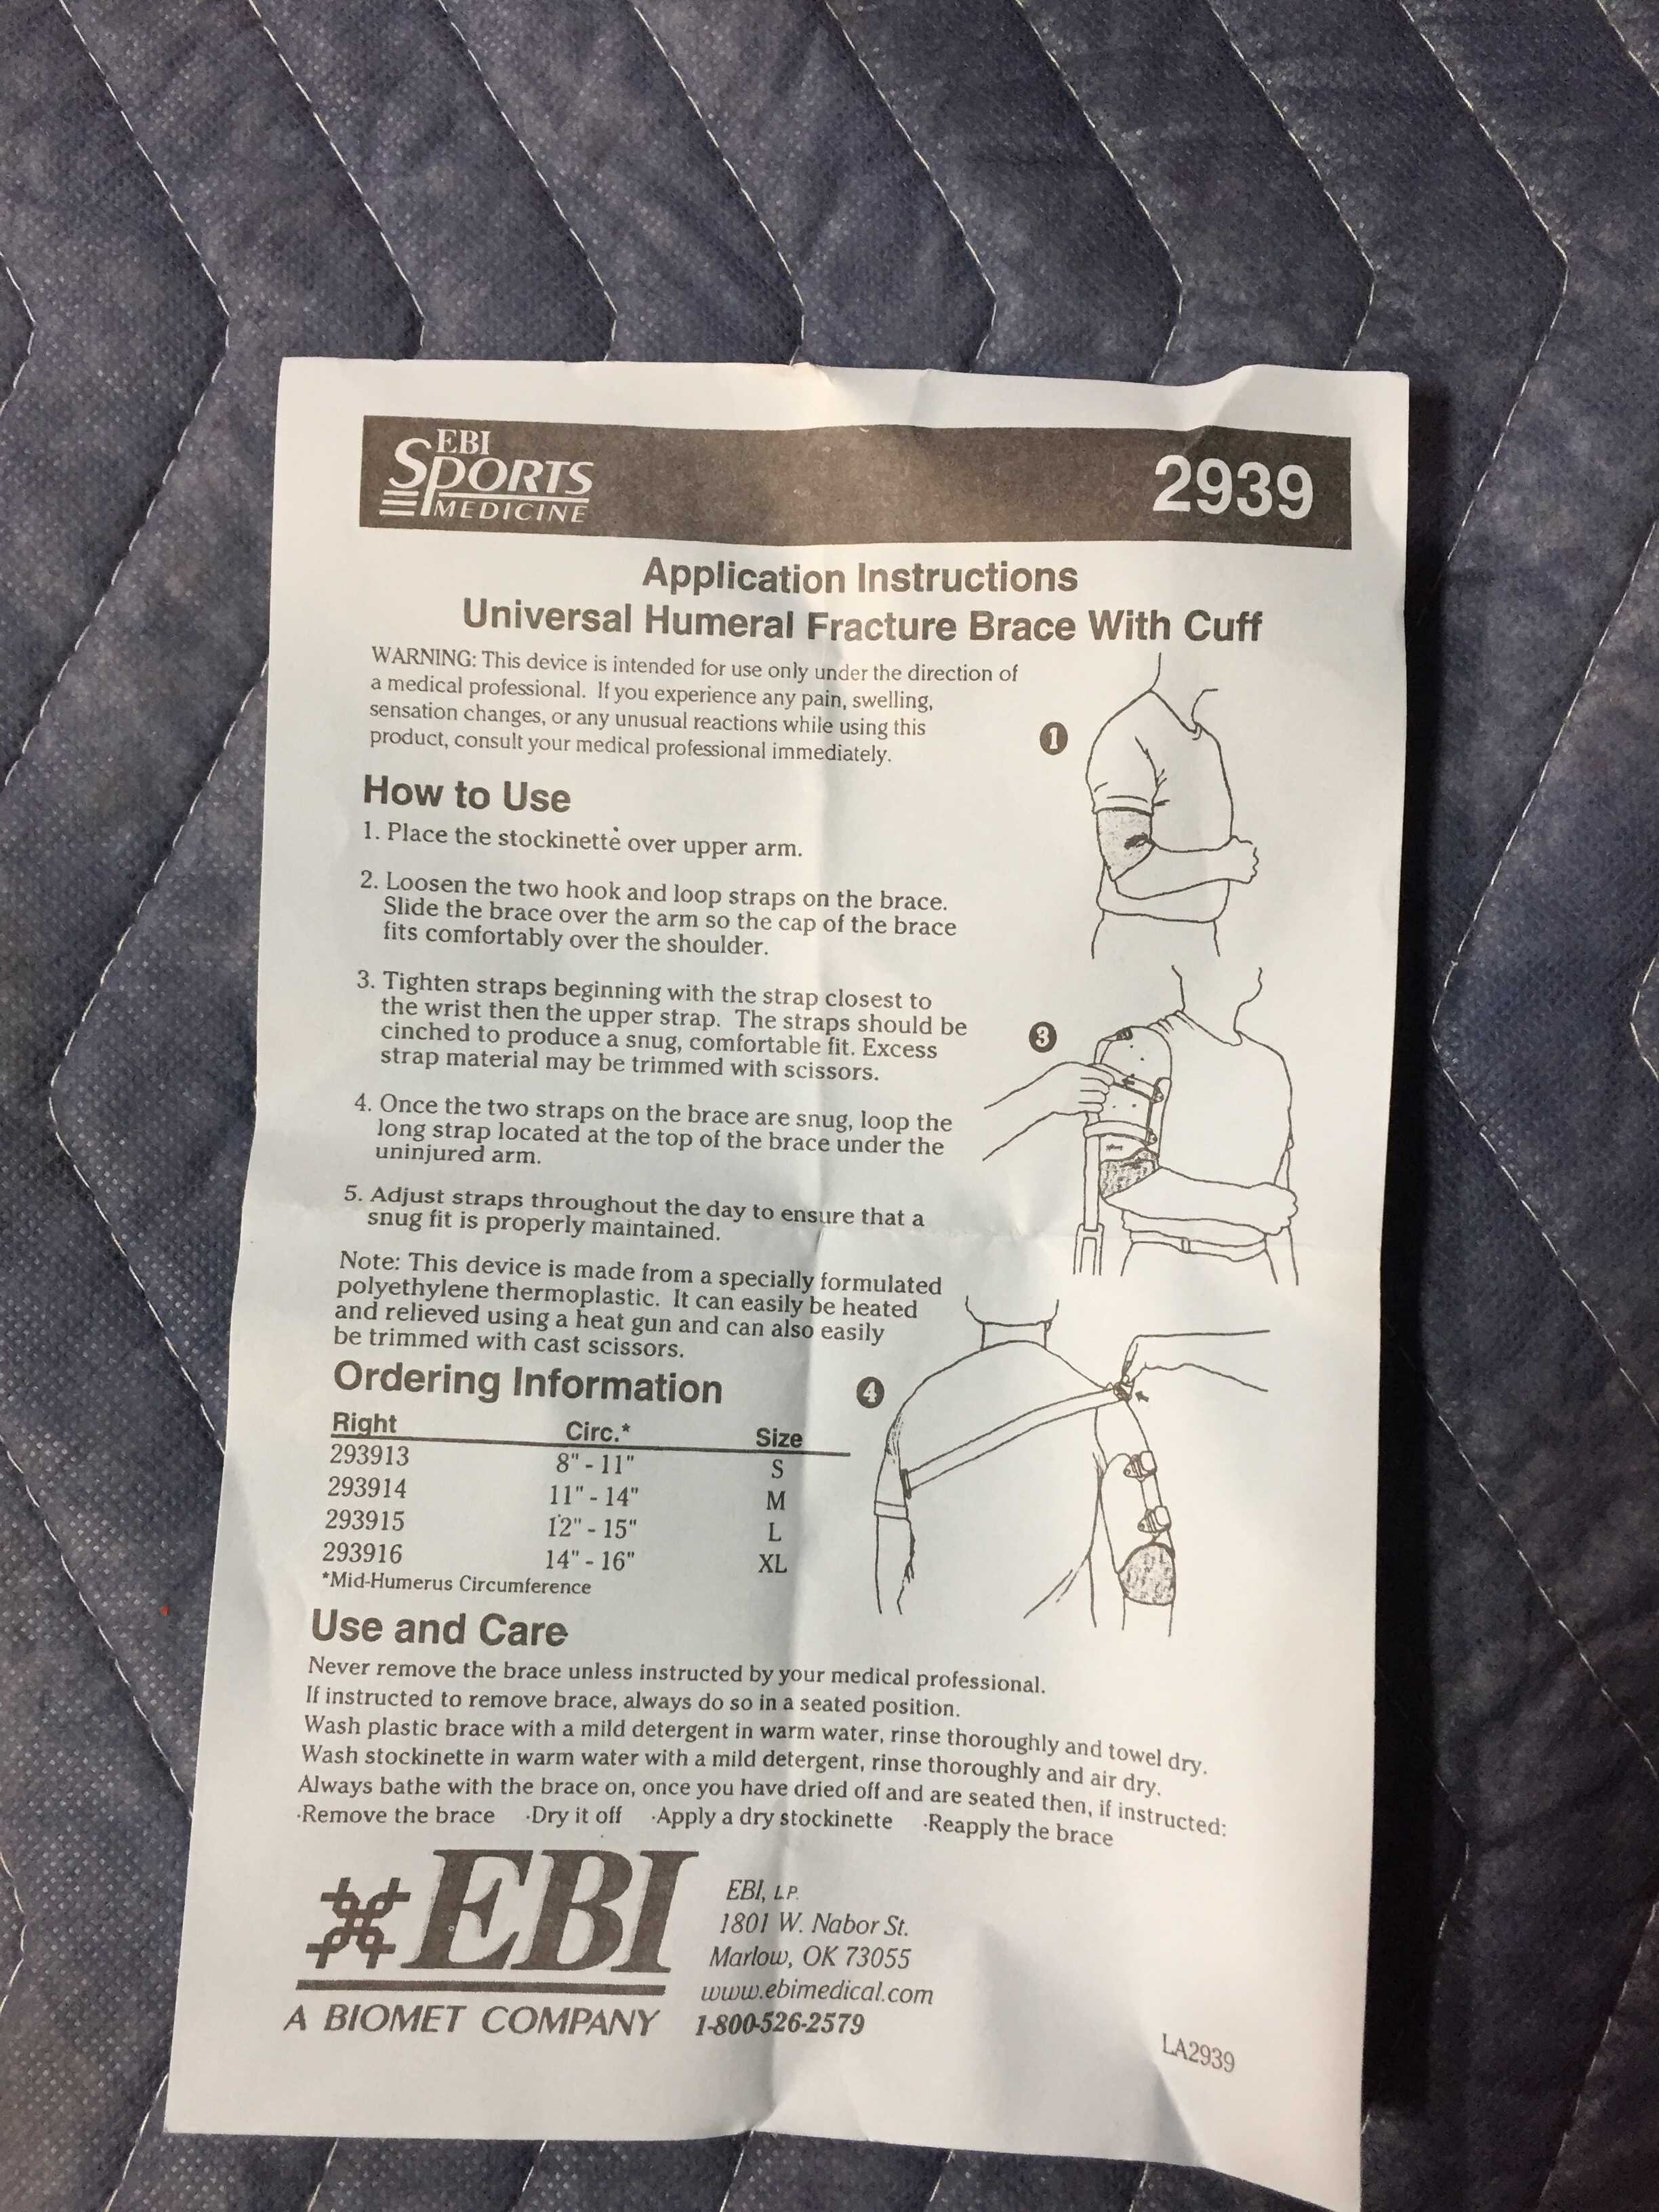 EBI
SPORTS
MEDICINE
2939
Application Instructions
Universal Humeral Fracture Brace With Cuff
WARNING: This device is intended for use only under the direction of
a medical professional. If you experience any pain, swelling,
sensation changes, or any unusual reactions while using this
product, consult your medical professional immediately.
1
How to Use
1. Place the stockinette over upper arm.
2. Loosen the two hook and loop straps on the brace.
Slide the brace over the arm so the cap of the brace
fits comfortably over the shoulder.
3. Tighten straps beginning with the strap closest to
the wrist then the upper strap. The straps should be
cinched to produce a snug, comfortable fit. Excess
strap material may be trimmed with scissors.
3
4. Once the two straps on the brace are snug, loop the
long strap located at the top of the brace under the
uninjured arm.
5. Adjust straps throughout the day to ensure that a
snug fit is properly maintained.
Note: This device is made from a specially formulated
polyethylene thermoplastic. It can easily be heated
and relieved using a heat gun and can also easily
be trimmed with cast scissors.
4
Ordering Information
Right Circ.* Size
293913 8" - 11" S
293914 11" - 14" M
293915 12" - 15" L
293916 14" - 16" XL
*Mid-Humerus Circumference
Use and Care
Never remove the brace unless instructed by your medical professional.
If instructed to remove brace, always do so in a seated position.
Wash plastic brace with a mild detergent in warm water, rinse thoroughly and towel dry.
Wash stockinette in warm water with a mild detergent, rinse thoroughly and air dry.
Always bathe with the brace on, once you have dried off and are seated then, if instructed:
·Remove the brace ·Dry it off ·Apply a dry stockinette ·Reapply the brace
EBI
A BIOMET COMPANY
EBI, L.P.
1801 W. Nabor St.
Marlow, OK 73055
www.ebimedical.com
1-800-526-2579
LA2939